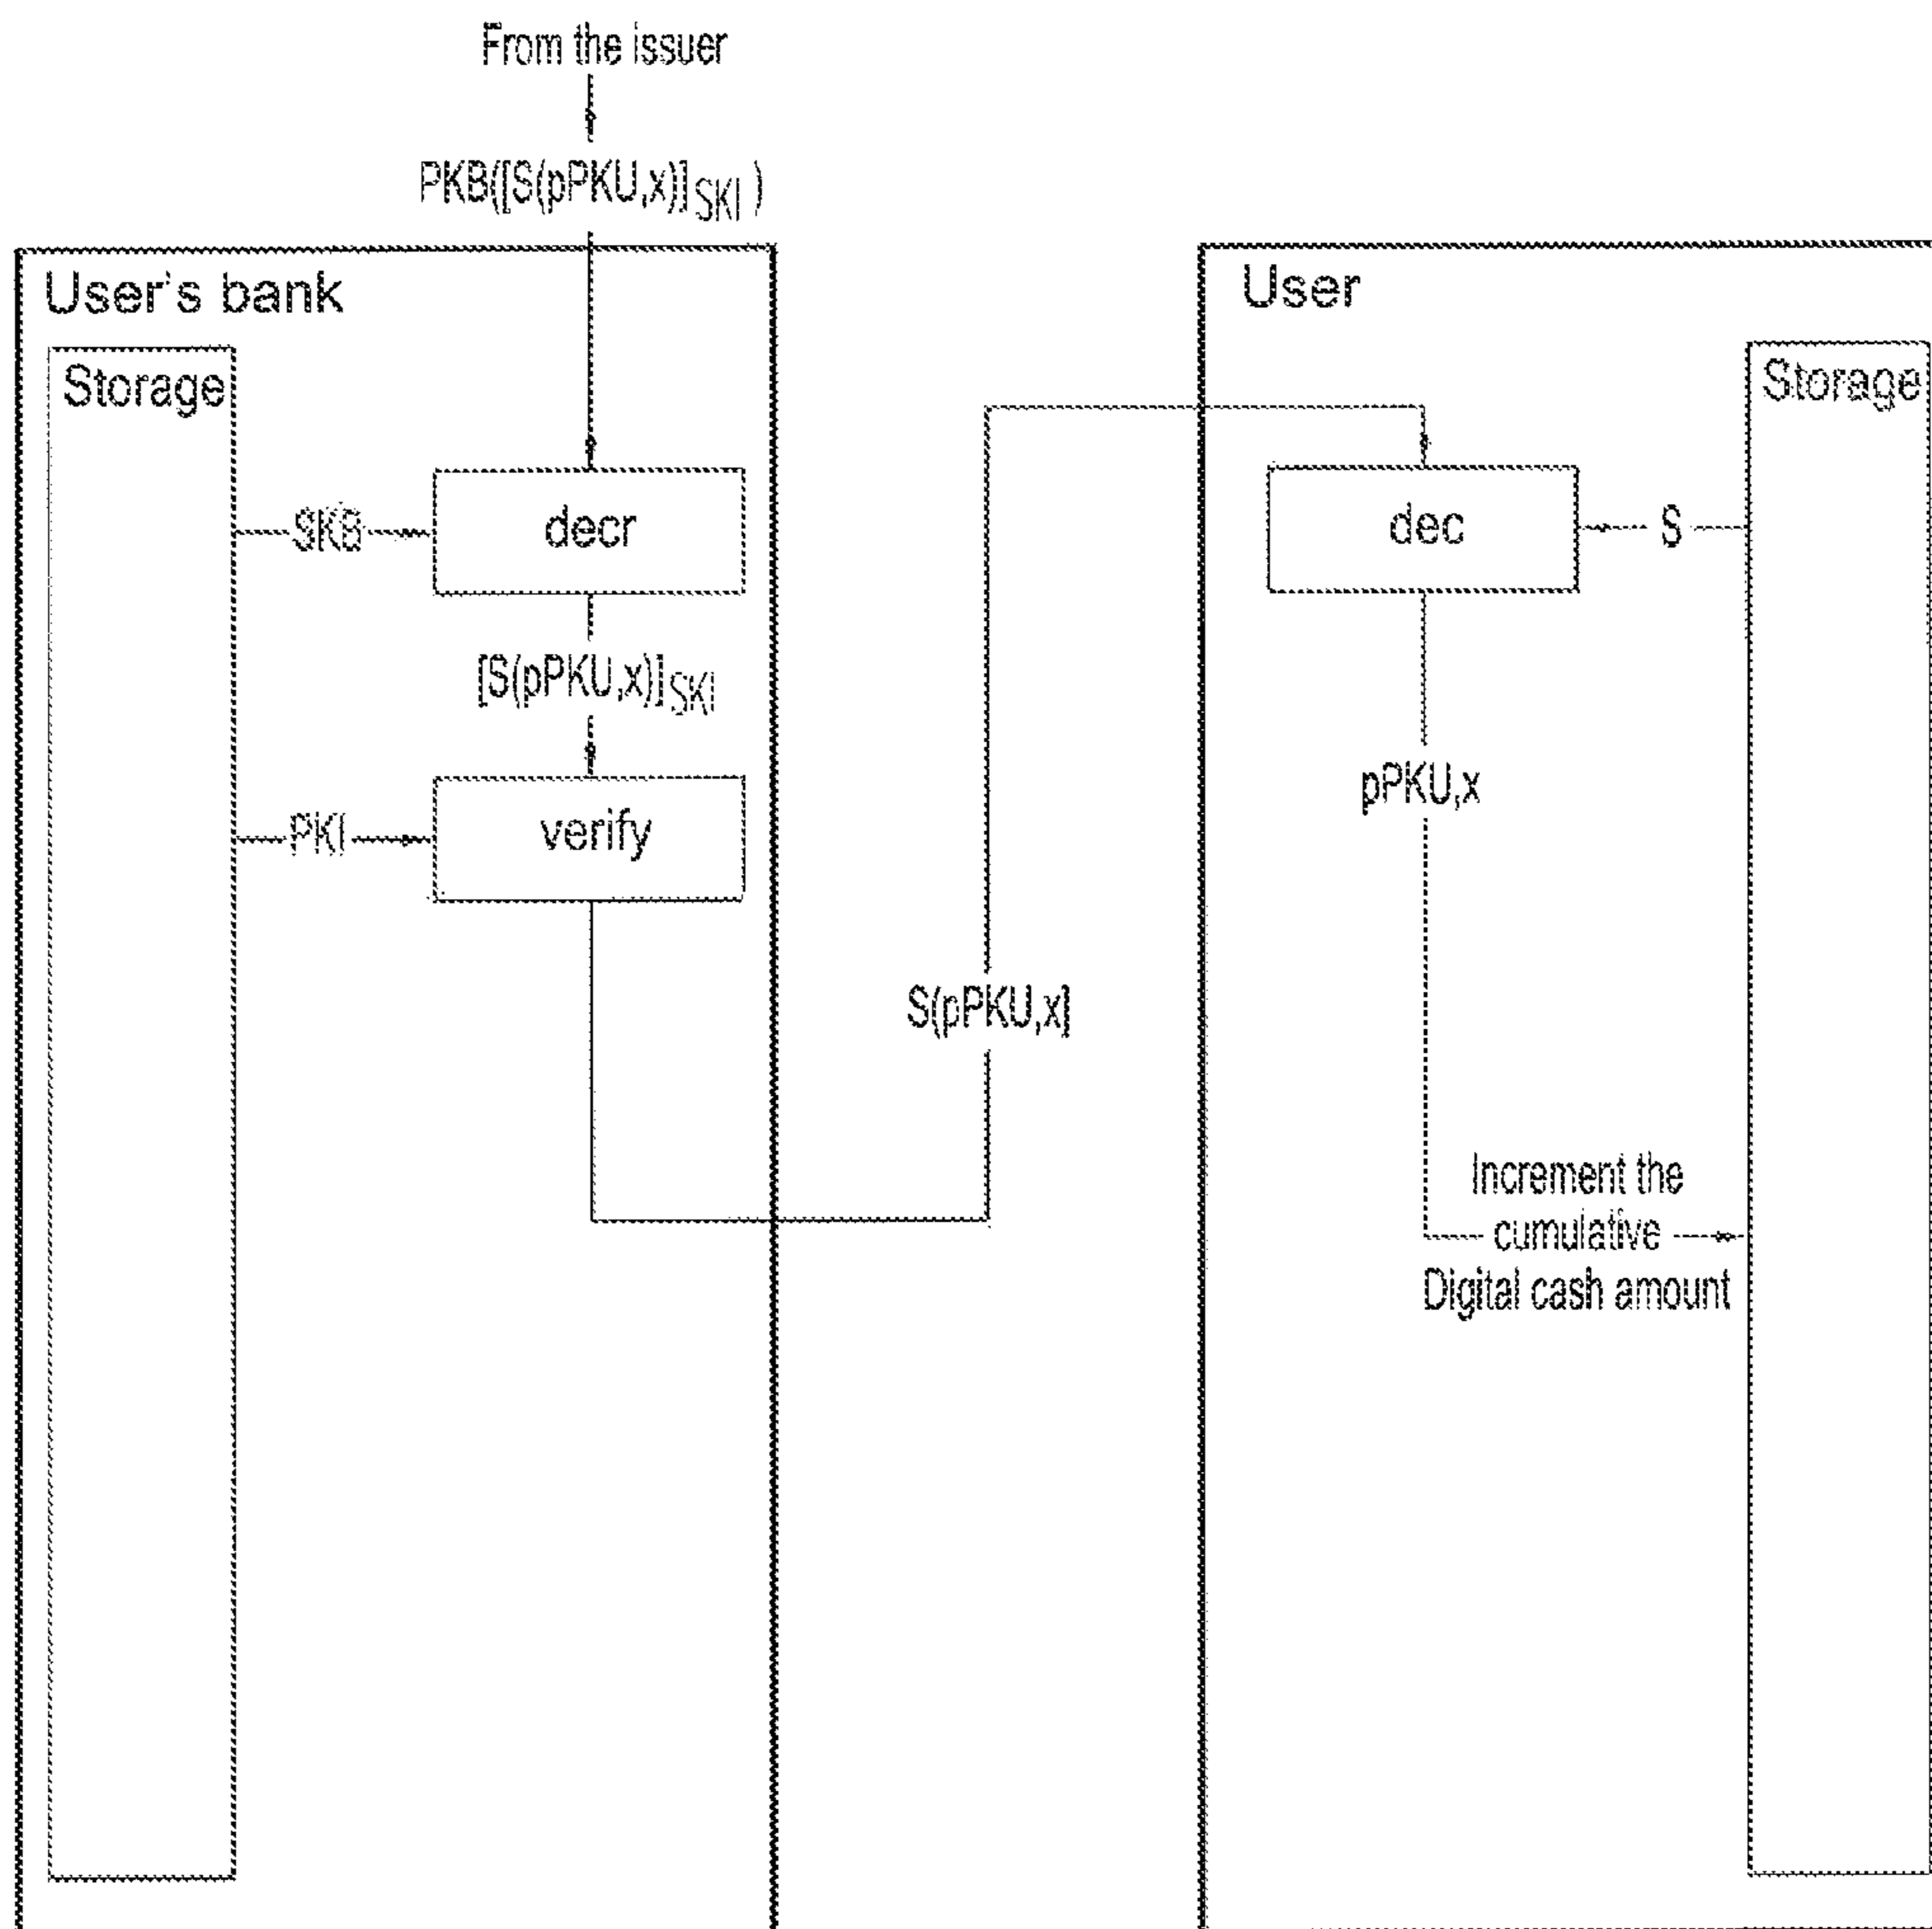 From the issuer
PKB([S(pPKU,x)]SKI )
User's bank
Storage
SKB
decr
[S(pPKU,x)]SKI
PKI
verify
S(pPKU,x]
User
Storage
dec
S
pPKU,x
Increment the
cumulative
Digital cash amount